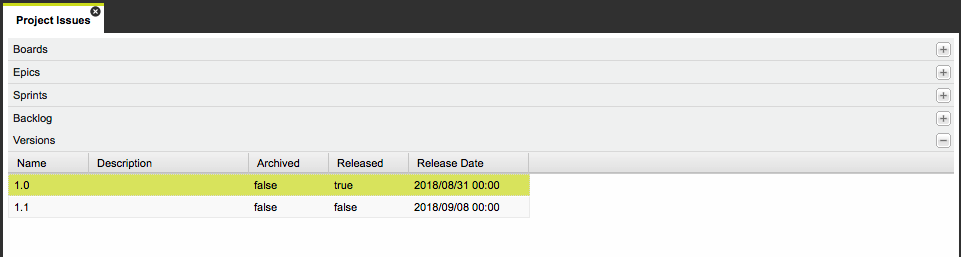 Project Issues
Boards
Epics
Sprints
Backlog
Versions
Name Description Archived Released Release Date
1.0 false true 2018/08/31 00:00
1.1 false false 2018/09/08 00:00